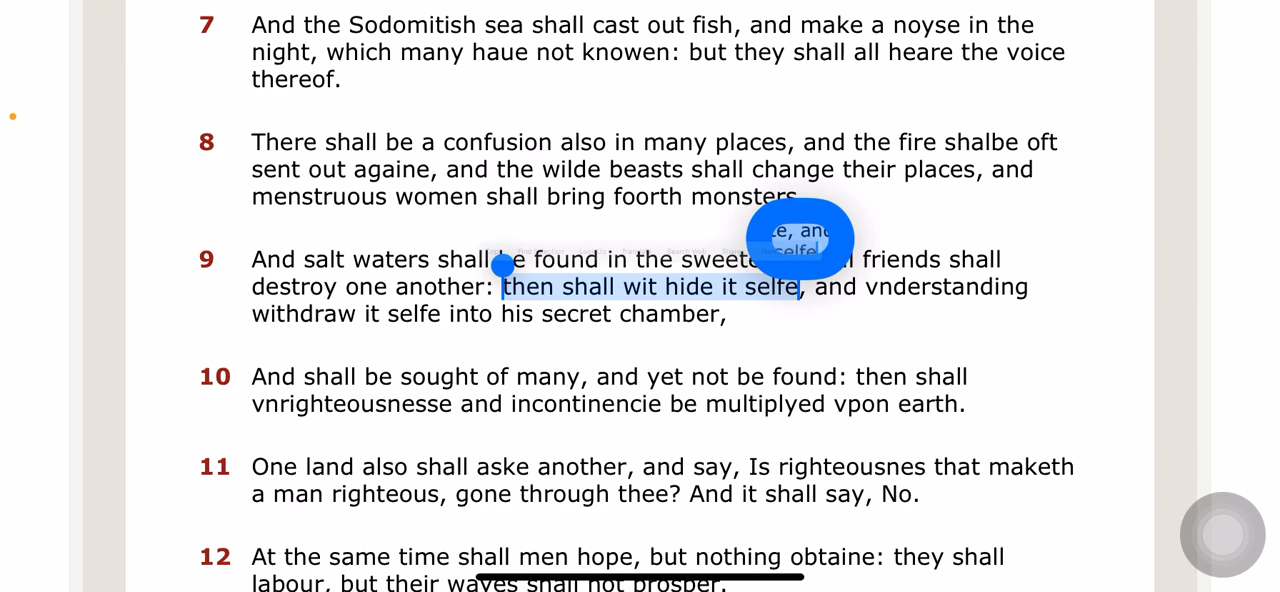 7 And the Sodomitish sea shall cast out fish, and make a noyse in the
night, which many haue not knowen: but they shall all heare the voice
thereof.
8 There shall be a confusion also in many places, and the fire shalbe oft
sent out againe, and the wilde beasts shall change their places, and
menstruous women shall bring foorth monsters
9 And salt waters shall be found in the sweete friends shall
destroy one another: then shall wit hide it selfe, and vnderstanding
withdraw it selfe into his secret chamber,
10 And shall be sought of many, and yet not be found: then shall
vnrighteousnesse and incontinencie be multiplyed vpon earth.
11 One land also shall aske another, and say, Is righteousnes that maketh
a man righteous, gone through thee? And it shall say, No.
12 At the same time shall men hope, but nothing obtaine: they shall
labour, but their wayes shall not prosper.